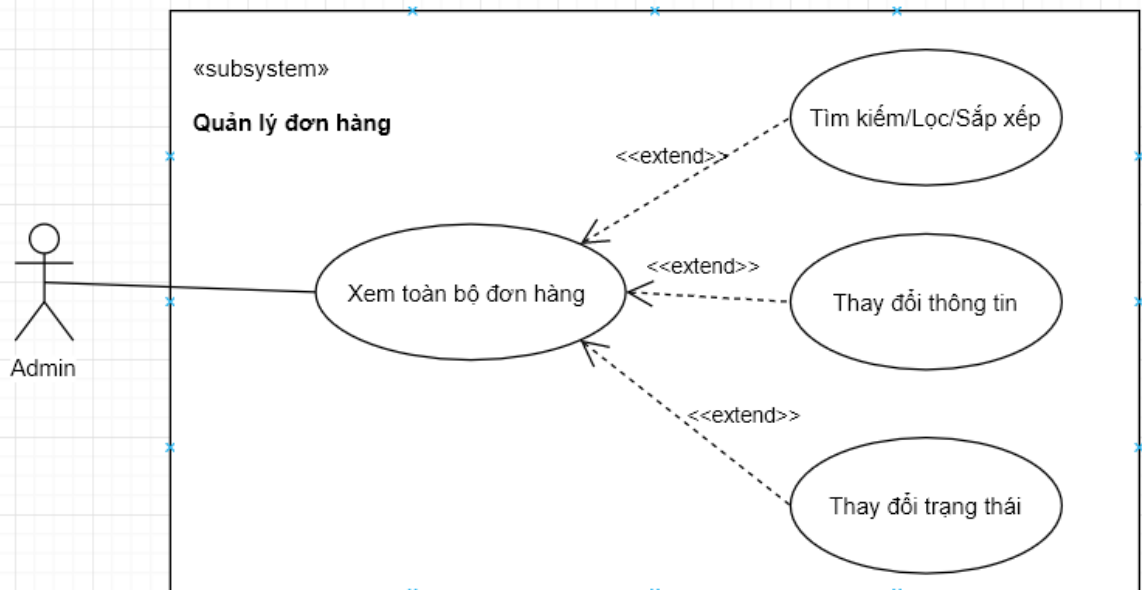 «subsystem»
Quản lý đơn hàng
Tìm kiếm/Lọc/Sắp xếp
<<extend>>
<<extend>>
Xem toàn bộ đơn hàng
Thay đổi thông tin
Admin
<<extend>>
Thay đổi trạng thái